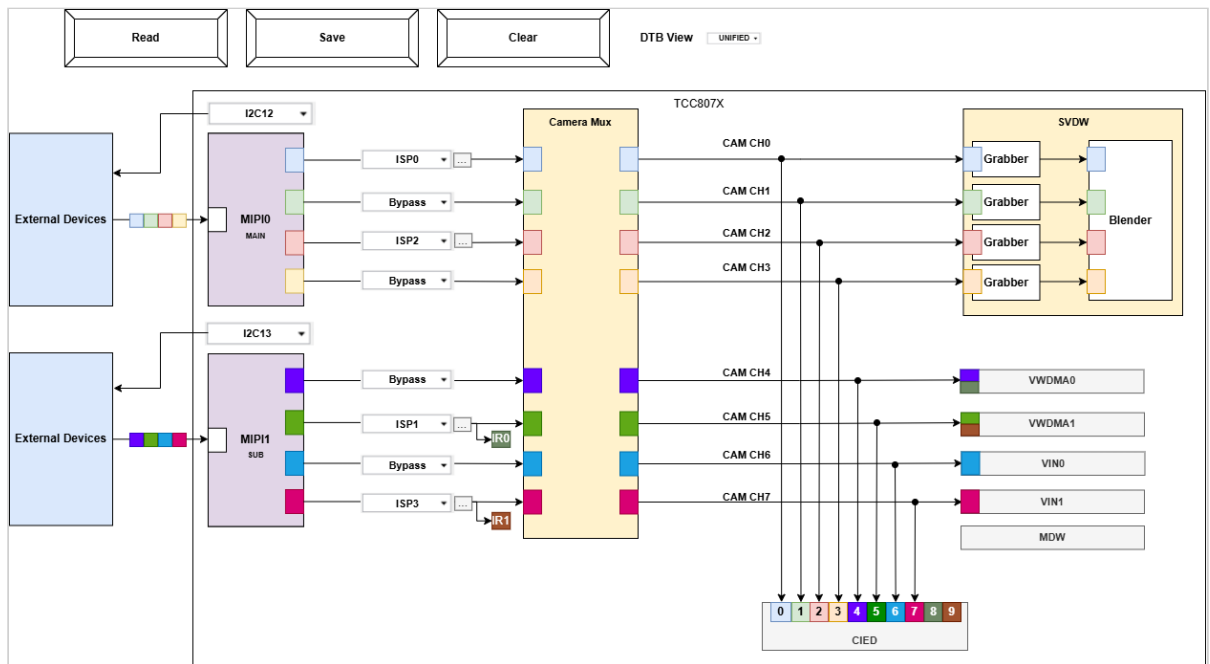 Read
Save
Clear
DTB View
UNIFIED
TCC807X
I2C12
Camera Mux
SVDW
External Devices
MIPI0
MAIN
ISP0
...
Bypass
ISP2
...
Bypass
CAM CH0
CAM CH1
CAM CH2
CAM CH3
Grabber
Grabber
Grabber
Grabber
Blender
I2C13
External Devices
MIPI1
SUB
Bypass
ISP1
...
IR0
Bypass
ISP3
...
IR1
CAM CH4
CAM CH5
CAM CH6
CAM CH7
VWDMA0
VWDMA1
VIN0
VIN1
MDW
0 1 2 3 4 5 6 7 8 9
CIED